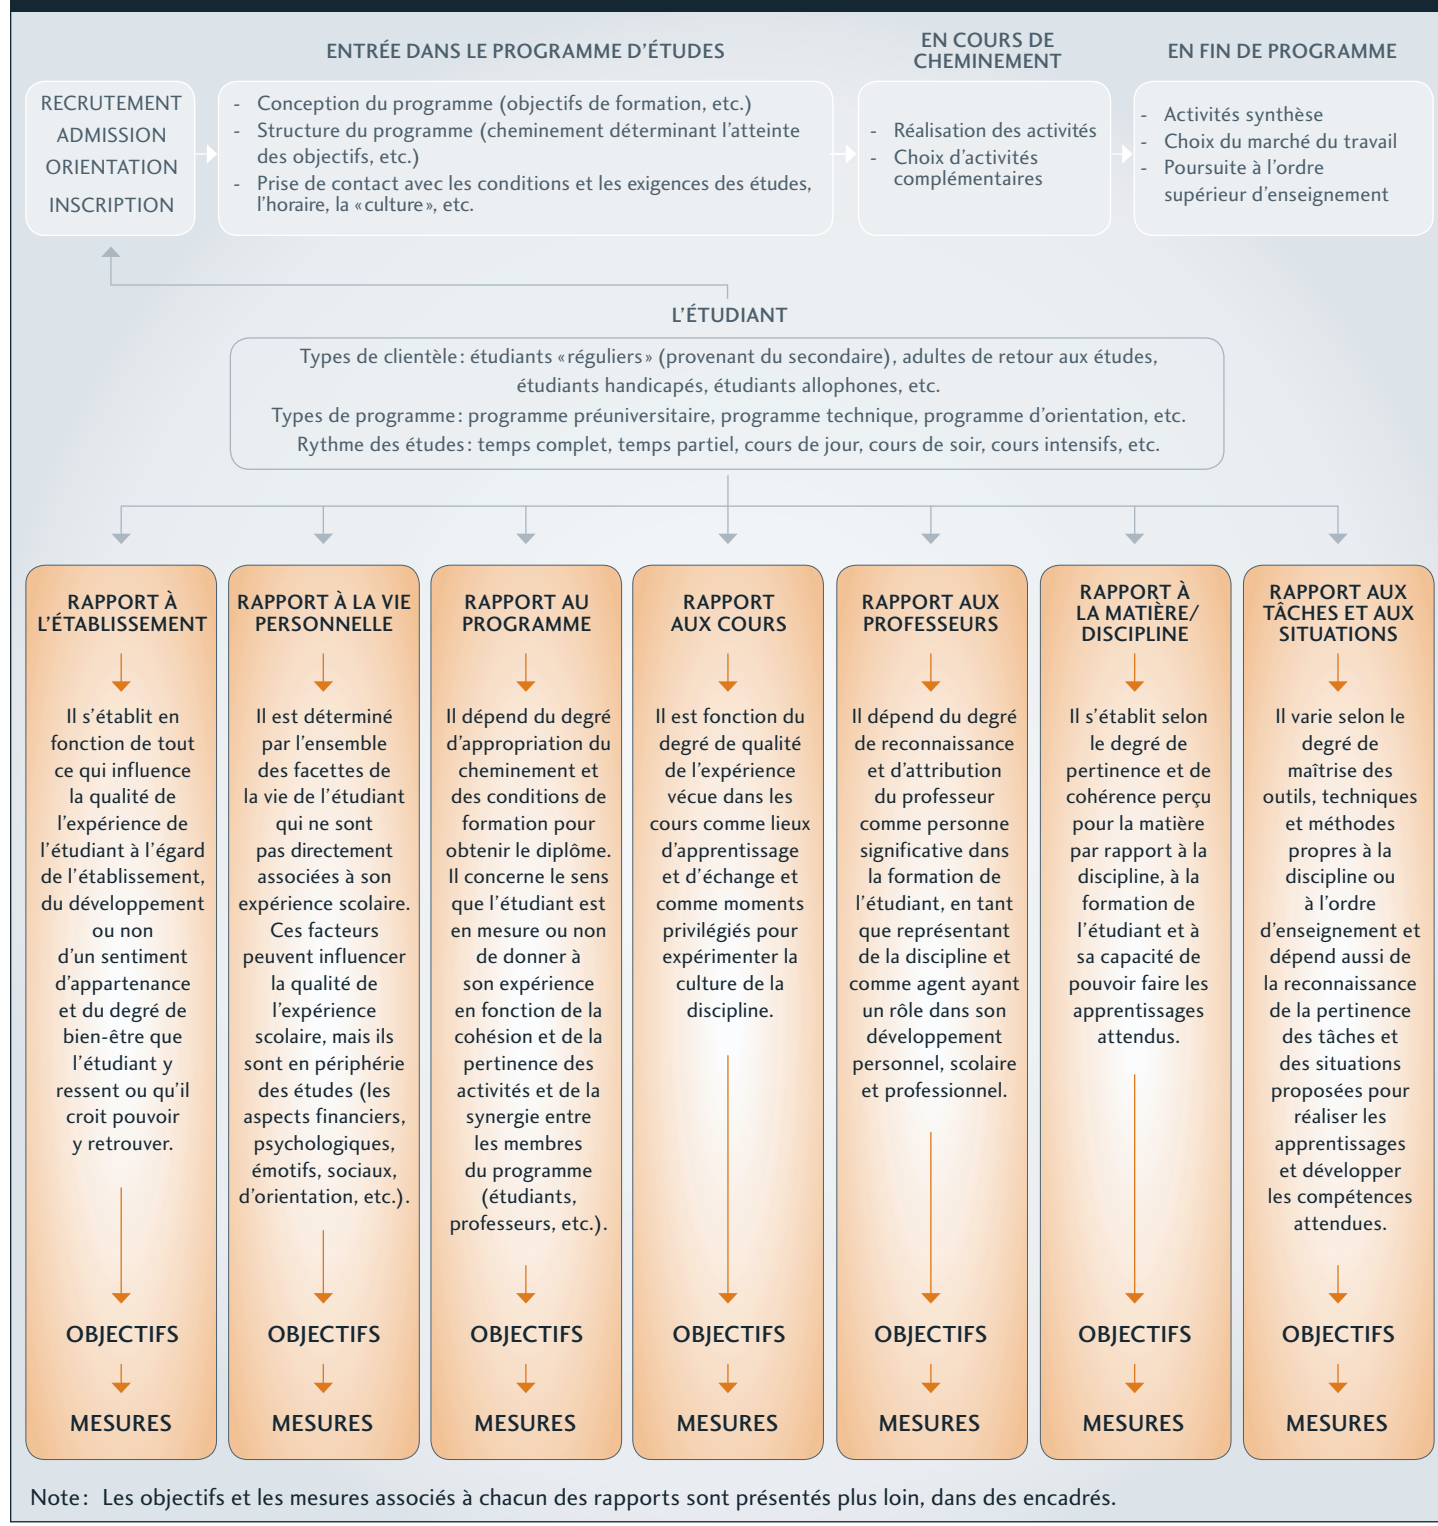 ENTRÉE DANS LE PROGRAMME D'ÉTUDES
EN COURS DE
CHEMINEMENT
EN FIN DE PROGRAMME
RECRUTEMENT
ADMISSION
ORIENTATION
INSCRIPTION
- Conception du programme (objectifs de formation, etc.)
- Structure du programme (cheminement déterminant l'atteinte
des objectifs, etc.)
- Prise de contact avec les conditions et les exigences des études,
l'horaire, la «culture», etc.
- Réalisation des activités
- Choix d'activités
complémentaires
- Activités synthèse
- Choix du marché du travail
- Poursuite à l'ordre
supérieur d'enseignement
L'ÉTUDIANT
Types de clientèle : étudiants «réguliers» (provenant du secondaire), adultes de retour aux études,
étudiants handicapés, étudiants allophones, etc.
Types de programme : programme préuniversitaire, programme technique, programme d'orientation, etc.
Rythme des études : temps complet, temps partiel, cours de jour, cours de soir, cours intensifs, etc.
RAPPORT À
L'ÉTABLISSEMENT
Il s'établit en
fonction de tout
ce qui influence
la qualité de
l'expérience de
l'étudiant à l'égard
de l'établissement,
du développement
ou non
d'un sentiment
d'appartenance
et du degré de
bien-être que
l'étudiant y
ressent ou qu'il
croit pouvoir
y retrouver.
OBJECTIFS
MESURES
RAPPORT À LA VIE
PERSONNELLE
Il est déterminé
par l'ensemble
des facettes de
la vie de l'étudiant
qui ne sont
pas directement
associées à son
expérience scolaire.
Ces facteurs
peuvent influencer
la qualité de
l'expérience
scolaire, mais ils
sont en périphérie
des études (les
aspects financiers,
psychologiques,
émotifs, sociaux,
d'orientation, etc.).
OBJECTIFS
MESURES
RAPPORT AU
PROGRAMME
Il dépend du degré
d'appropriation du
cheminement et
des conditions de
formation pour
obtenir le diplôme.
Il concerne le sens
que l'étudiant est
en mesure ou non
de donner à
son expérience
en fonction de la
cohésion et de la
pertinence des
activités et de la
synergie entre
les membres
du programme
(étudiants,
professeurs, etc.).
OBJECTIFS
MESURES
RAPPORT
AUX COURS
Il est fonction du
degré de qualité
de l'expérience
vécue dans les
cours comme lieux
d'apprentissage
et d'échange et
comme moments
privilégiés pour
expérimenter la
culture de la
discipline.
OBJECTIFS
MESURES
RAPPORT AUX
PROFESSEURS
Il dépend du degré
de reconnaissance
et d'attribution
du professeur
comme personne
significative dans
la formation de
l'étudiant, en tant
que représentant
de la discipline et
comme agent ayant
un rôle dans son
développement
personnel, scolaire
et professionnel.
OBJECTIFS
MESURES
RAPPORT À
LA MATIÈRE/
DISCIPLINE
Il s'établit selon
le degré de
pertinence et de
cohérence perçu
pour la matière
par rapport à la
discipline, à la
formation de
l'étudiant et à
sa capacité de
pouvoir faire les
apprentissages
attendus.
OBJECTIFS
MESURES
RAPPORT AUX
TÂCHES ET AUX
SITUATIONS
Il varie selon le
degré de
maîtrise des
outils, techniques
et méthodes
propres à la
discipline ou
à l'ordre
d'enseignement et
dépend aussi de
la reconnaissance
de la pertinence
des tâches et
des situations
proposées pour
réaliser les
apprentissages
et développer
les compétences
attendues.
OBJECTIFS
MESURES
Note : Les objectifs et les mesures associés à chacun des rapports sont présentés plus loin, dans des encadrés.